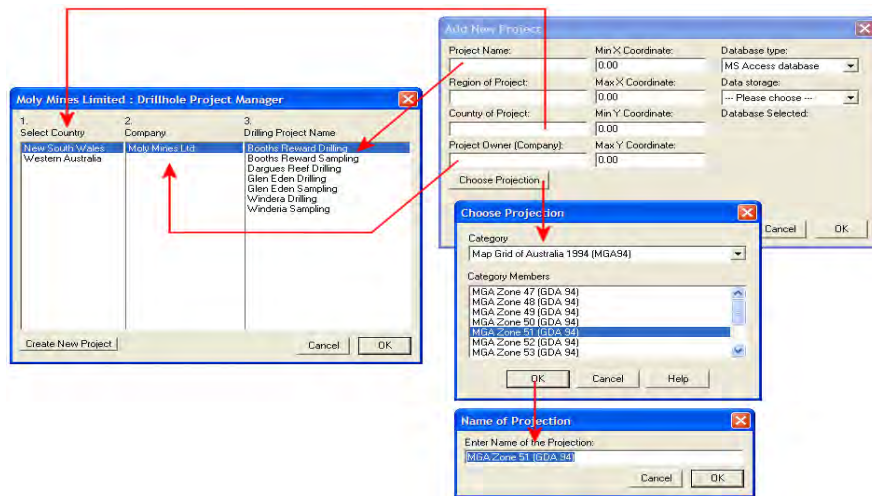 Moly Mines Limited : Drillhole Project Manager
1.
Select Country
2.
Company
3.
Drilling Project Name
New South Wales
Western Australia
Moly Mines Ltd
Booths Reward Drilling
Booths Reward Sampling
Dargues Reef Drilling
Glen Eden Drilling
Glen Eden Sampling
Windera Drilling
Winderia Sampling
Create New Project
Cancel
OK
Add New Project
Project Name:
Region of Project:
Country of Project:
Project Owner (Company):
Choose Projection
Min X Coordinate:
0.00
Max X Coordinate:
0.00
Min Y Coordinate:
0.00
Max Y Coordinate:
0.00
Database type:
MS Access database
Data storage:
--- Please choose ---
Database Selected:
Cancel
OK
Choose Projection
Category
Map Grid of Australia 1994 (MGA94)
Category Members
MGA Zone 47 (GDA 94)
MGA Zone 48 (GDA 94)
MGA Zone 49 (GDA 94)
MGA Zone 50 (GDA 94)
MGA Zone 51 (GDA 94)
MGA Zone 52 (GDA 94)
MGA Zone 53 (GDA 94)
OK
Cancel
Help
Name of Projection
Enter Name of the Projection:
MGA Zone 51 (GDA 94)
Cancel
OK